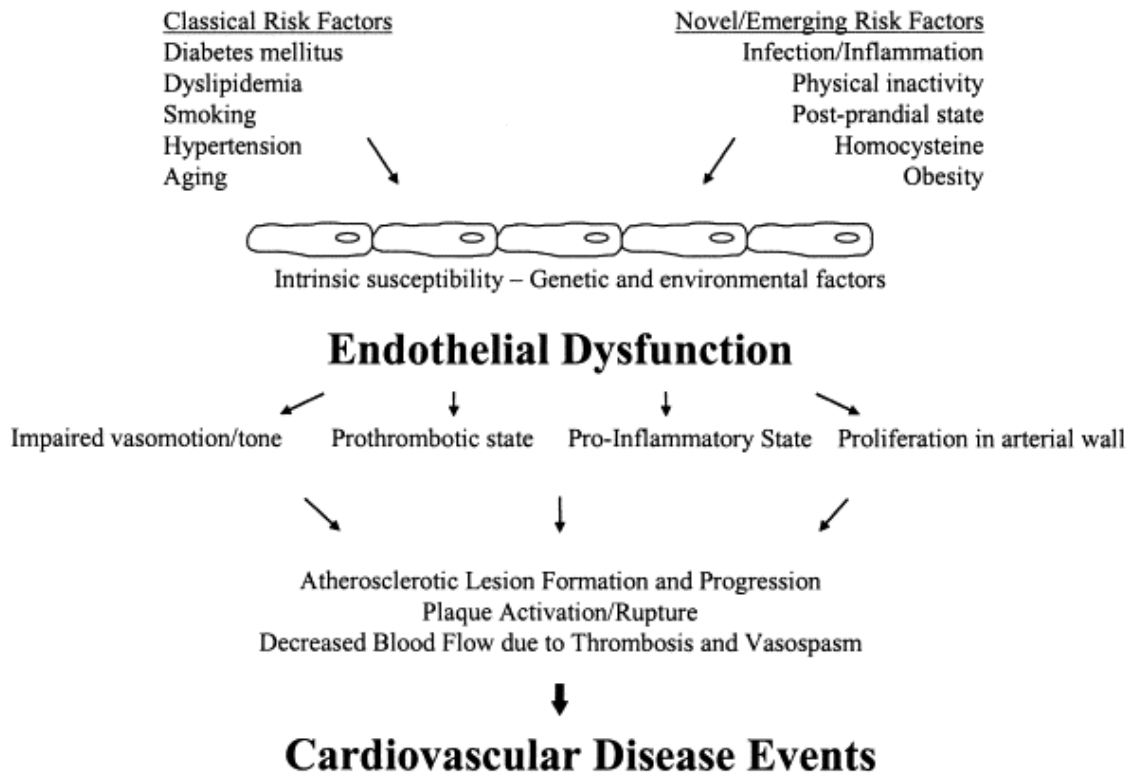 Classical Risk Factors
Diabetes mellitus
Dyslipidemia
Smoking
Hypertension
Aging
Novel/Emerging Risk Factors
Infection/Inflammation
Physical inactivity
Post-prandial state
Homocysteine
Obesity
Intrinsic susceptibility – Genetic and environmental factors
Endothelial Dysfunction
Impaired vasomotion/tone
Prothrombotic state
Pro-Inflammatory State
Proliferation in arterial wall
Atherosclerotic Lesion Formation and Progression
Plaque Activation/Rupture
Decreased Blood Flow due to Thrombosis and Vasospasm
Cardiovascular Disease Events